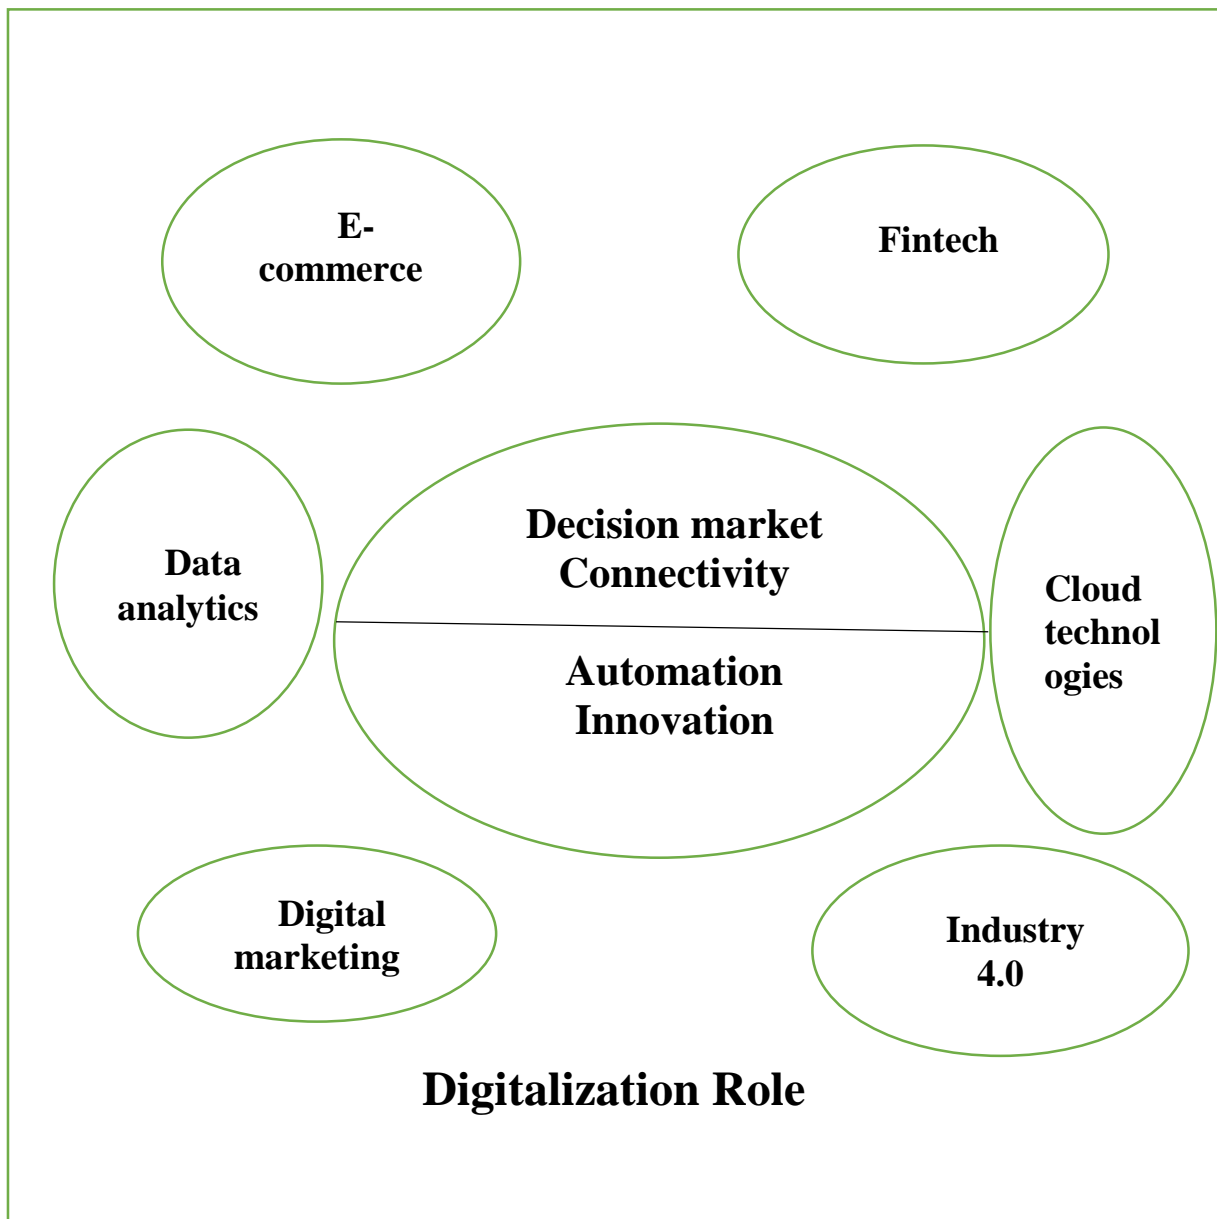 E-
commerce
Fintech
Decision market
Connectivity
Data
analytics
Cloud
technol
ogies
Automation
Innovation
Digital
marketing
Industry
4.0
Digitalization Role